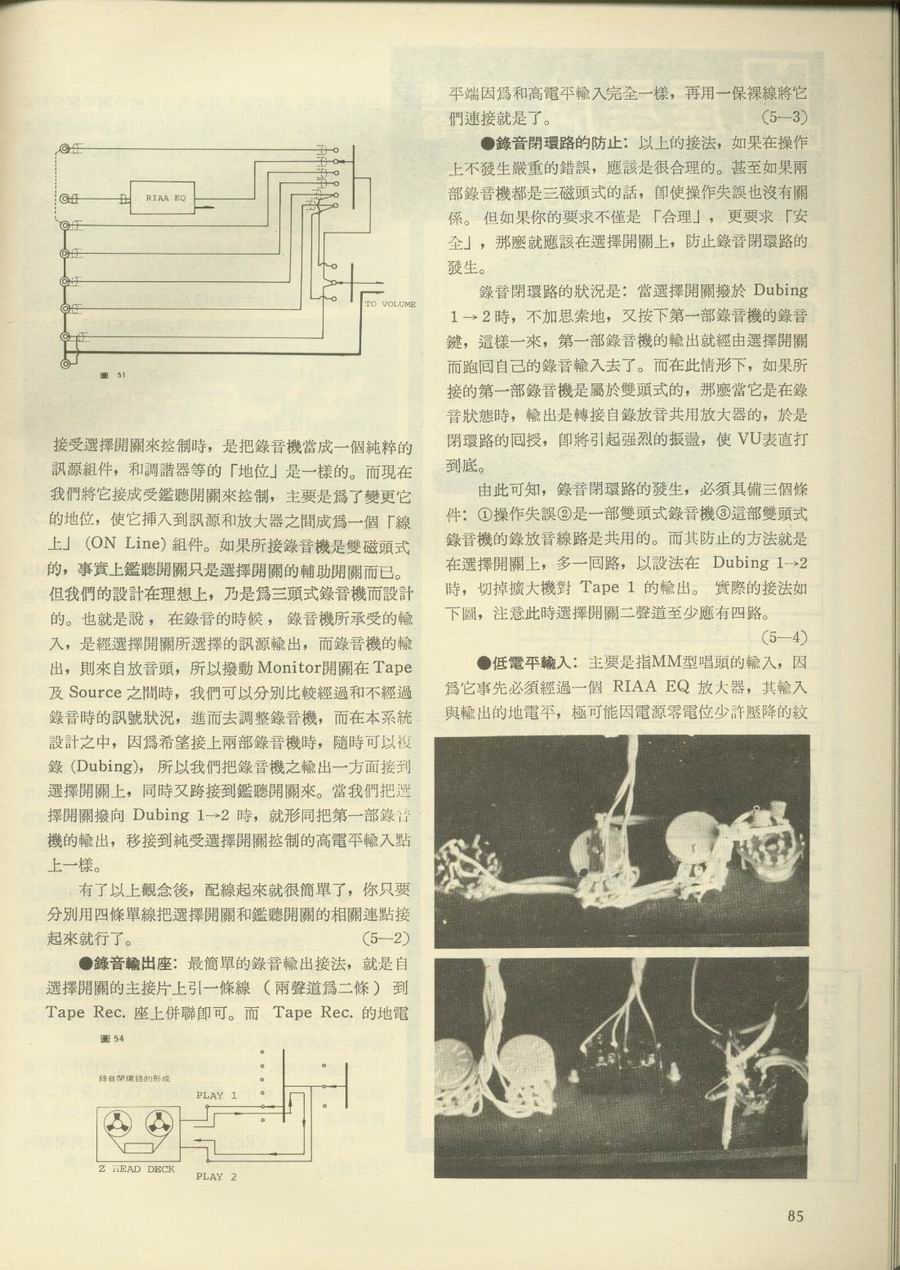 RIAA EQ
TO VOLUME
圖 51
接受選擇開關來控制時，是把錄音機當成一個純粹的
訊源組件，和調諧器等的「地位」是一樣的。而現在
我們將它接成受鑑聽開關來控制，主要是爲了變更它
的地位，使它揷入到訊源和放大器之間成爲一個「線
上」(ON Line) 組件。如果所接錄音機是雙磁頭式
的，事實上鑑聽開關只是選擇開關的輔助開關而已。
但我們的設計在理想上，乃是爲三頭式錄音機而設計
的。也就是說，在錄音的時候，錄音機所承受的輸
入，是經選擇開關所選擇的訊源輸出，而錄音機的輸
出，則來自放音頭，所以撥動 Monitor開關在 Tape
及 Source 之間時，我們可以分別比較經過和不經過
錄音時的訊號狀況，進而去調整錄音機，而在本系統
設計之中，因爲希望接上兩部錄音機時，隨時可以複
錄 (Dubing)，所以我們把錄音機之輸出一方面接到
選擇開關上，同時又跨接到鑑聽開關來。當我們把選
擇開關撥向 Dubing 1→2 時，就形同把第一部錄音
機的輸出，移接到純受選擇開關控制的高電平輸入點
上一樣。
有了以上觀念後，配線起來就很簡單了，你只要
分別用四條單線把選擇開關和鑑聽開關的相關連點接
起來就行了。 (5—2)
●錄音輸出座：最簡單的錄音輸出接法，就是自
選擇開關的主接片上引一條線（兩聲道爲二條）到
Tape Rec. 座上併聯卽可。而 Tape Rec. 的地電
圖 54
錄音閉環路的形成
PLAY 1
Z HEAD DECK
PLAY 2
平端因爲和高電平輸入完全一樣，再用一保裸線將它
們連接就是了。 (5—3)
●錄音閉環路的防止：以上的接法，如果在操作
上不發生嚴重的錯誤，應該是很合理的。甚至如果兩
部錄音機都是三磁頭式的話，卽使操作失誤也沒有關
係。但如果你的要求不僅是「合理」，更要求「安
全」，那麽就應該在選擇開關上，防止錄音閉環路的
發生。
錄音閉環路的狀況是：當選擇開關撥於 Dubing
1→2時，不加思索地，又按下第一部錄音機的錄音
鍵，這樣一來，第一部錄音機的輸出就經由選擇開關
而跑回自己的錄音輸入去了。而在此情形下，如果所
接的第一部錄音機是屬於雙頭式的，那麽當它是在錄
音狀態時，輸出是轉接自錄放音共用放大器的，於是
閉環路的回授，卽將引起强烈的振盪，使 VU表直打
到底。
由此可知，錄音閉環路的發生，必須具備三個條
件：①操作失誤②是一部雙頭式錄音機③這部雙頭式
錄音機的錄放音線路是共用的。而其防止的方法就是
在選擇開關上，多一回路，以設法在 Dubing 1→2
時，切掉擴大機對 Tape 1 的輸出。實際的接法如
下圖，注意此時選擇開關二聲道至少應有四路。
(5—4)
●低電平輸入：主要是指MM型唱頭的輸入，因
爲它事先必須經過一個 RIAA EQ 放大器，其輸入
與輸出的地電平，極可能因電源零電位少許壓降的紋
85